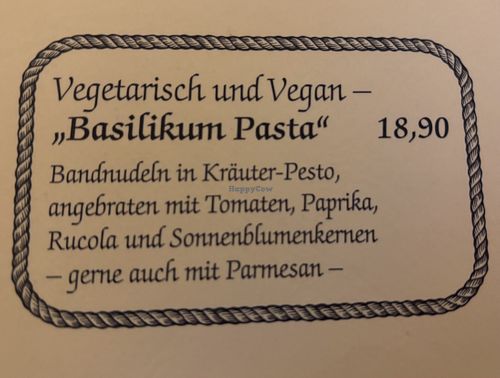 Vegetarisch und Vegan –
„Basilikum Pasta“ 18,90
Bandnudeln in Kräuter-Pesto,
HappyCow
angebraten mit Tomaten, Paprika,
Rucola und Sonnenblumenkernen
– gerne auch mit Parmesan –